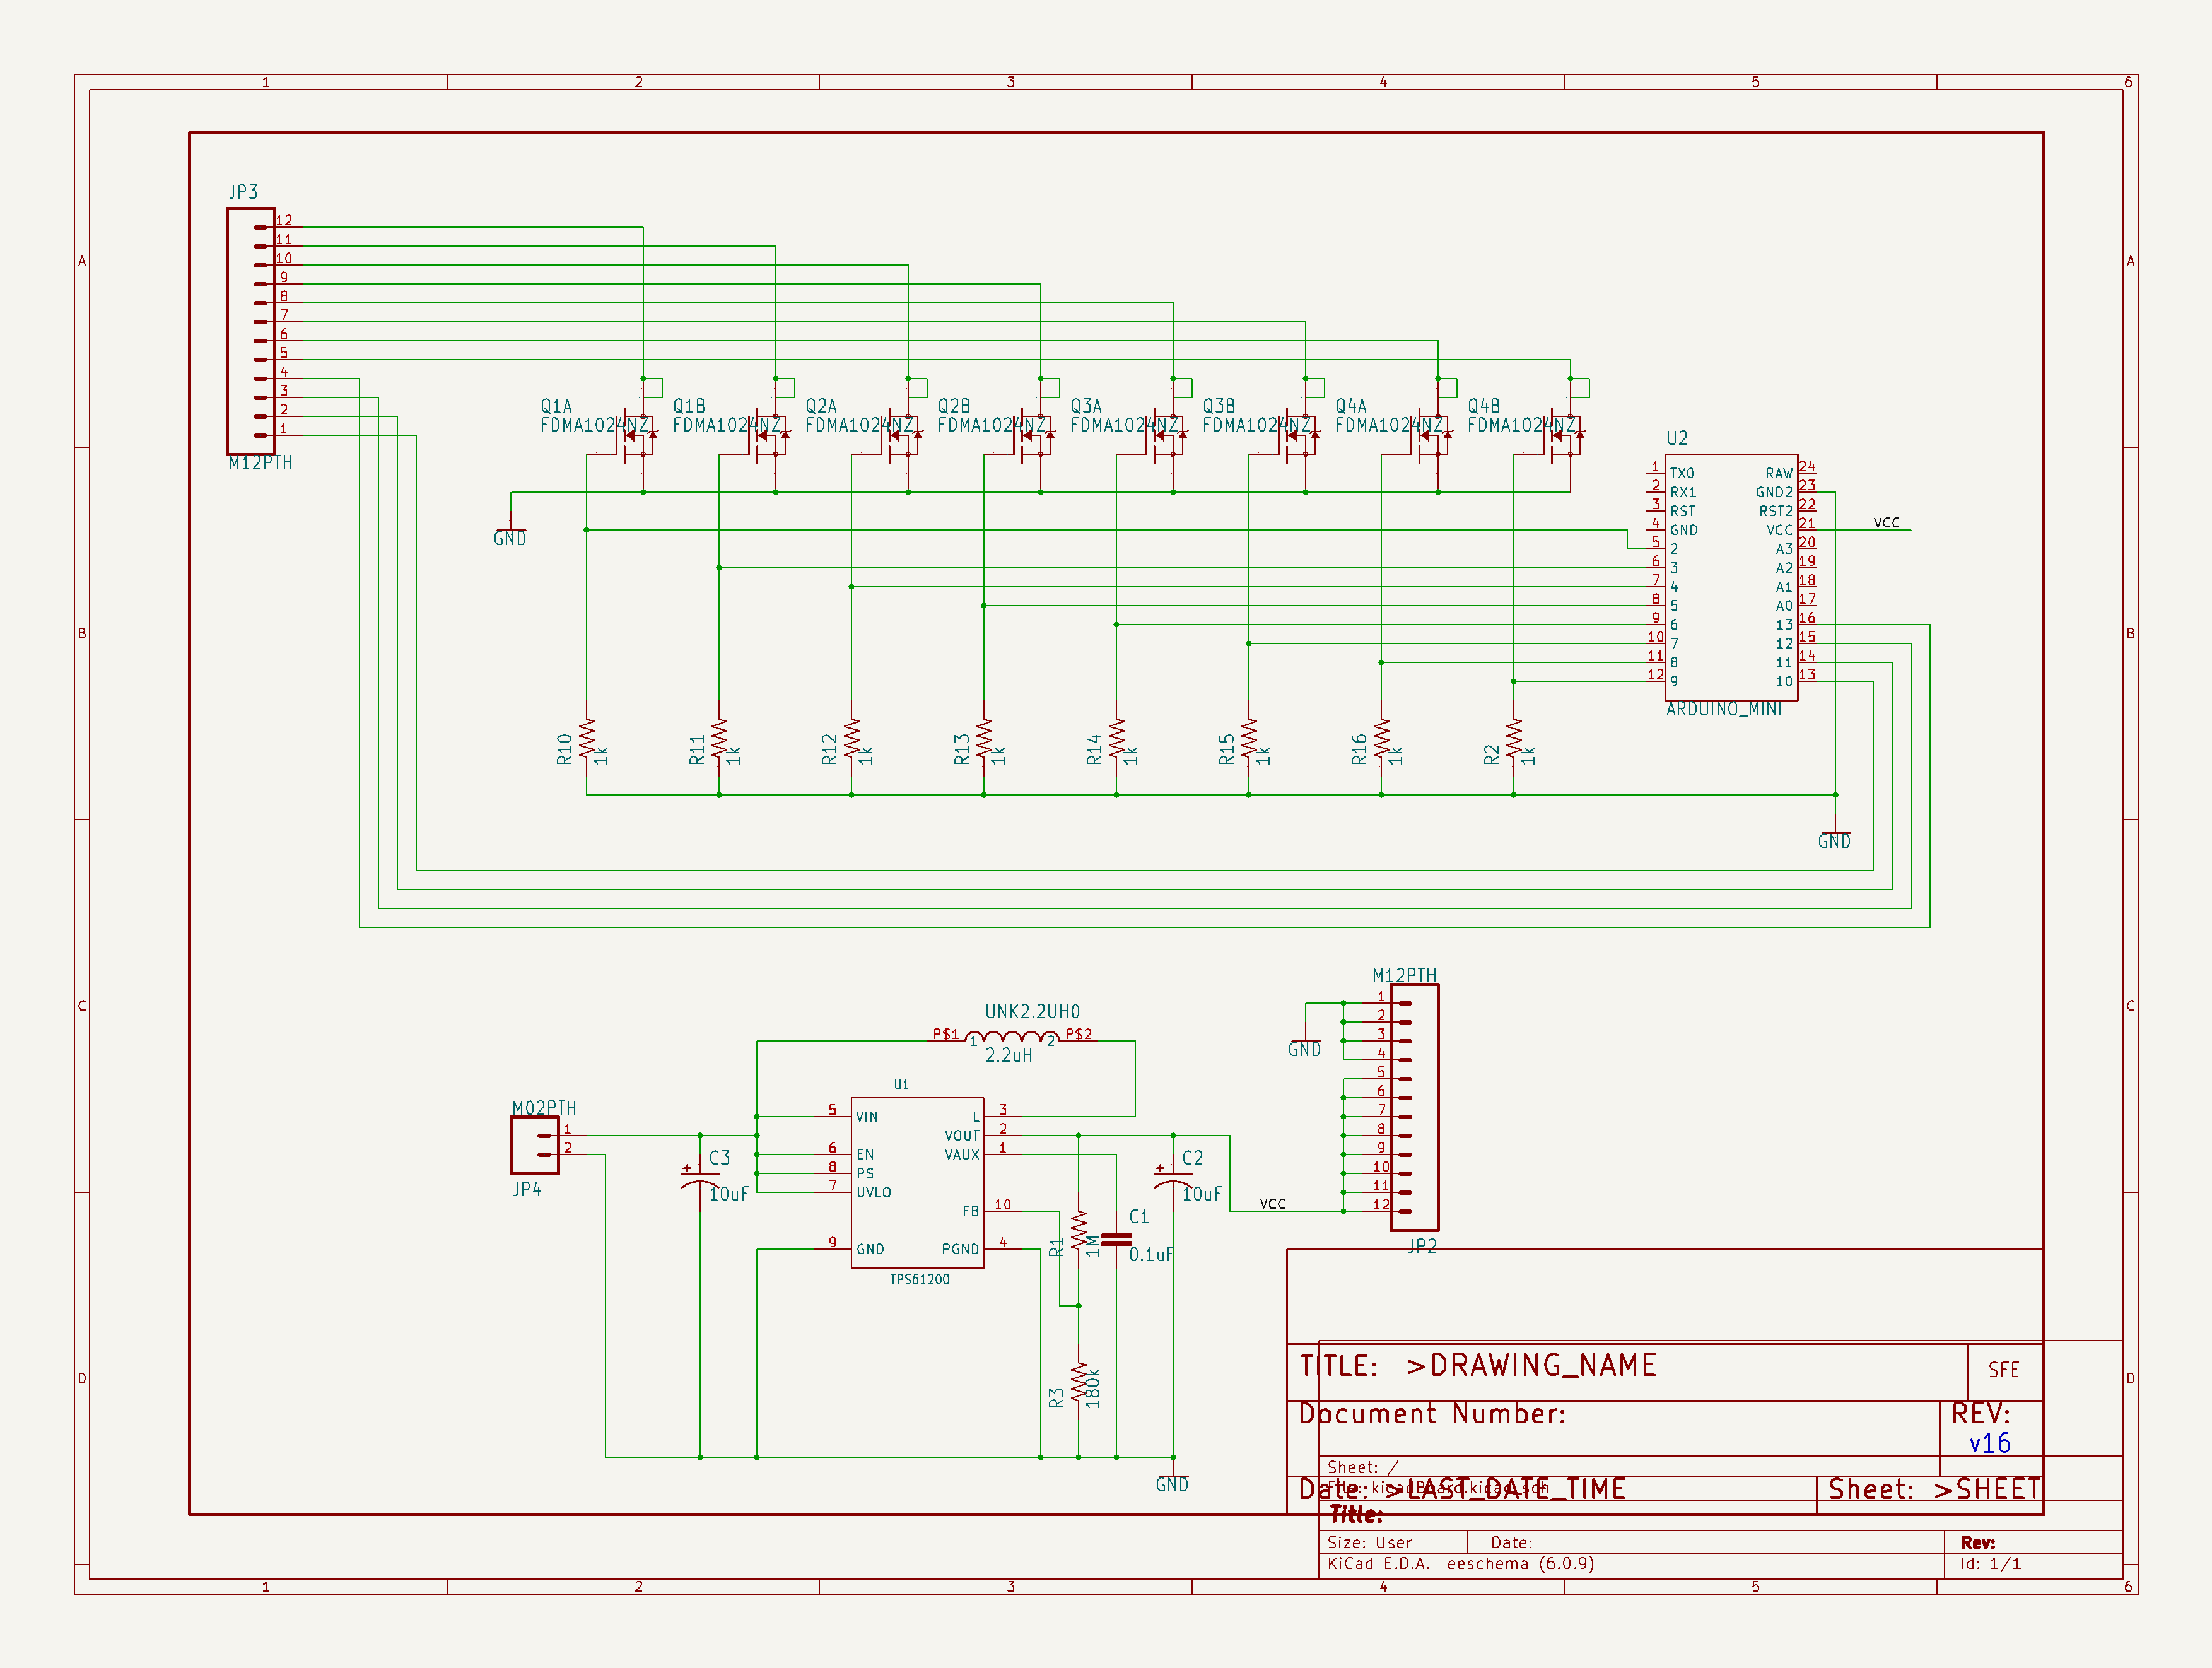 1 2 3 4 5 6
A A
B B
C C
D D
JP3
12
11
10
9
8
7
6
5
4
3
2
1
M12PTH
Q1A
FDMA1024NZ
Q1B
FDMA1024NZ
Q2A
FDMA1024NZ
Q2B
FDMA1024NZ
Q3A
FDMA1024NZ
Q3B
FDMA1024NZ
Q4A
FDMA1024NZ
Q4B
FDMA1024NZ
GND
U2
1 TX0 RAW 24
2 RX1 GND2 23
3 RST RST2 22
4 GND VCC 21
5 2 A3 20
6 3 A2 19
7 4 A1 18
8 5 A0 17
9 6 13 16
10 7 12 15
11 8 11 14
12 9 10 13
ARDUINO_MINI
VCC
R10 1k
R11 1k
R12 1k
R13 1k
R14 1k
R15 1k
R16 1k
R2 1k
GND
UNK2.2UH0
P$1 1 2 P$2
2.2uH
U1
5 VIN L 3
VOUT 2
6 EN VAUX 1
8 PS
7 UVLO
FB 10
9 GND PGND 4
TPS61200
M02PTH
1
2
JP4
C3
10uF
C2
10uF
R1 1M
C1
0.1uF
R3 180k
GND
VCC
M12PTH
1
2
3
4
5
6
7
8
9
10
11
12
JP2
GND
TITLE: >DRAWING_NAME
SFE
Document Number:
REV:
v16
Date: >LAST_DATE_TIME
Sheet: >SHEET
Sheet: /
File: kicadBoard.kicad_sch
Title:
Size: User Date: Rev:
KiCad E.D.A. eeschema (6.0.9) Id: 1/1
1 2 3 4 5 6